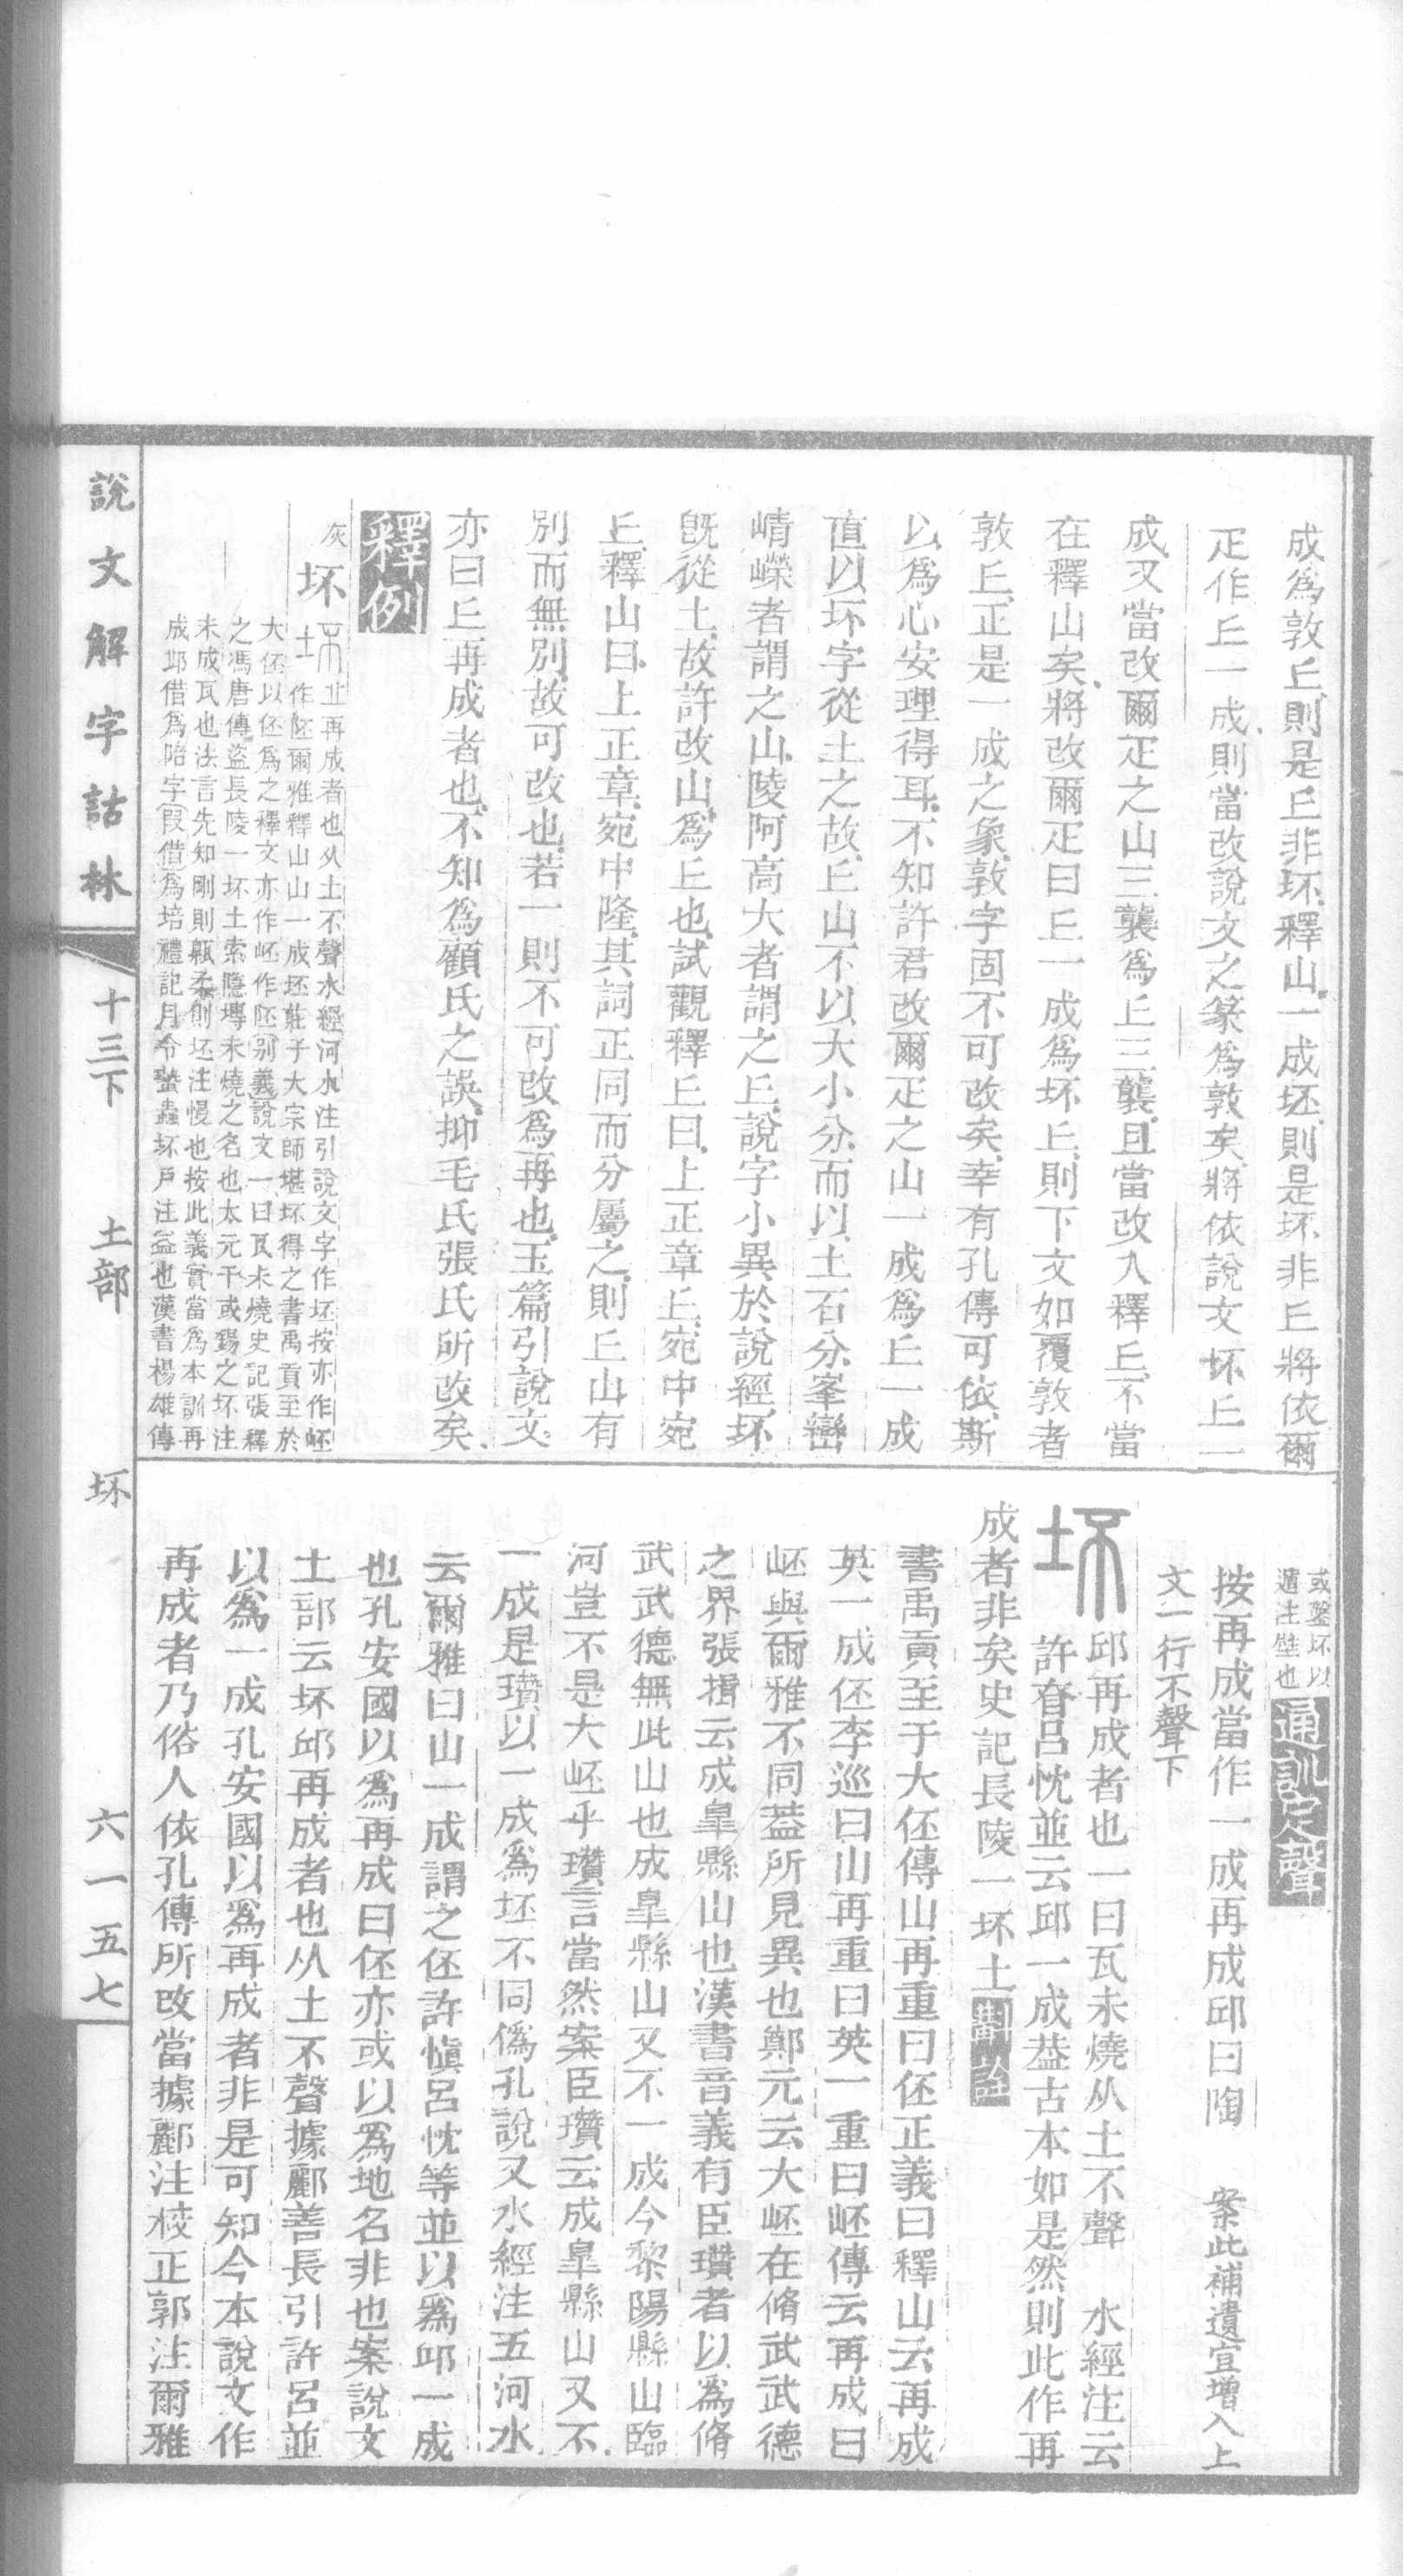 成爲敦丘、則是丘非坏、釋山、一成坯、則是坏非丘、將依爾
疋作丘一成、則當改說文之篆爲敦矣、將依說文坏丘一
成、又當改爾疋之山三襲爲丘三襲、且當改入釋丘、不當
在釋山矣、將改爾疋曰丘一成爲坏丘、則下文如覆敦者
敦丘、正是一成之象、敦字固不可改矣、幸有孔傳可依、斯
以爲心安理得耳、不知許君改爾疋之山一成爲丘一成
直以坏字從土之故、丘山不以大小分、而以土石分、峯巒
崝嶸者謂之山、陵阿高大者謂之丘、說字小異於說經、坏
旣從土、故許改山爲丘也、試觀釋丘曰、上正章丘、宛中宛
丘、釋山曰、上正章、宛中隆、其詞正同而分屬之、則丘山有
別而無別、故可改也、若一則不可改爲再也、玉篇引說文
亦曰丘再成者也、不知爲顧氏之誤、抑毛氏張氏所改矣、
釋例
灰
坏
丘再成者也从土不聲水經河水注引說文字作坯按亦作岯
作𠊎爾雅釋山山一成坯莊子大宗師堪坏得之書禹貢至於
大伾以伾爲之釋文亦作岯作𠊎別義說文一曰瓦未燒史記張釋
之馮唐傳盜長陵一坏土索隱塼未燒之名也太元干或錫之坏注
未成瓦也法言先知剛則甈柔則坏注慢也按此義實當爲本訓再
成邱借爲陪字叚借爲培禮記月令蟄蟲坏戶注益也漢書楊雄傳
或鑿坏以
遁注壁也
通訓定聲
按再成當作一成再成邱曰陶　案此補遺宜增入上
文一行不聲下
坏
邱再成者也一曰瓦未燒从土不聲　水經注云
許眘呂忱並云邱一成葢古本如是然則此作再
成者非矣史記長陵一坏土
斠詮
書禹貢至于大伾傳山再重曰伾正義曰釋山云再成
英一成伾李巡曰山再重曰英一重曰岯傳云再成曰
岯與爾雅不同葢所見異也鄭元云大岯在脩武武德
之界張揖云成臯縣山也漢書音義有臣瓚者以爲脩
武武德無此山也成臯縣山又不一成今黎陽縣山臨
河豈不是大岯乎瓚言當然案臣瓚云成臯縣山又不
一成是瓚以一成爲坯不同僞孔說又水經注五河水
云爾雅曰山一成謂之伾許愼呂忱等並以爲邱一成
也孔安國以爲再成曰伾亦或以爲地名非也案說文
土部云坏邱再成者也从土不聲據酈善長引許呂並
以爲一成孔安國以爲再成者非是可知今本說文作
再成者乃俗人依孔傳所改當據酈注校正郭注爾雅
說文解字詁林
十三下
土部
坏
六一五七